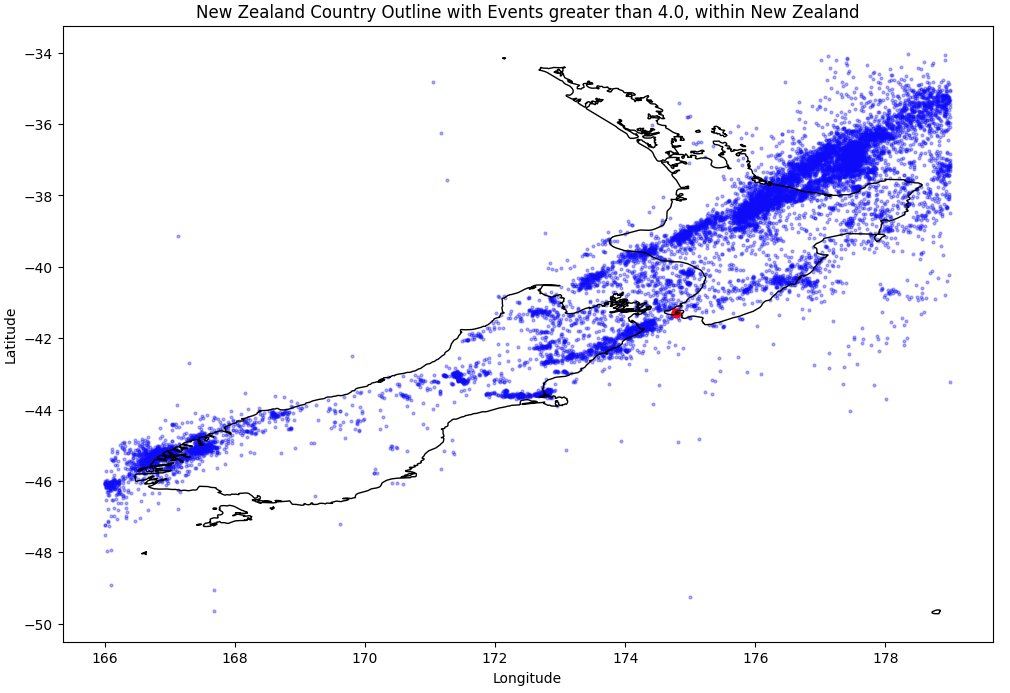 New Zealand Country Outline with Events greater than 4.0, within New Zealand
Latitude
−34
−36
−38
−40
−42
−44
−46
−48
−50
166 168 170 172 174 176 178
Longitude